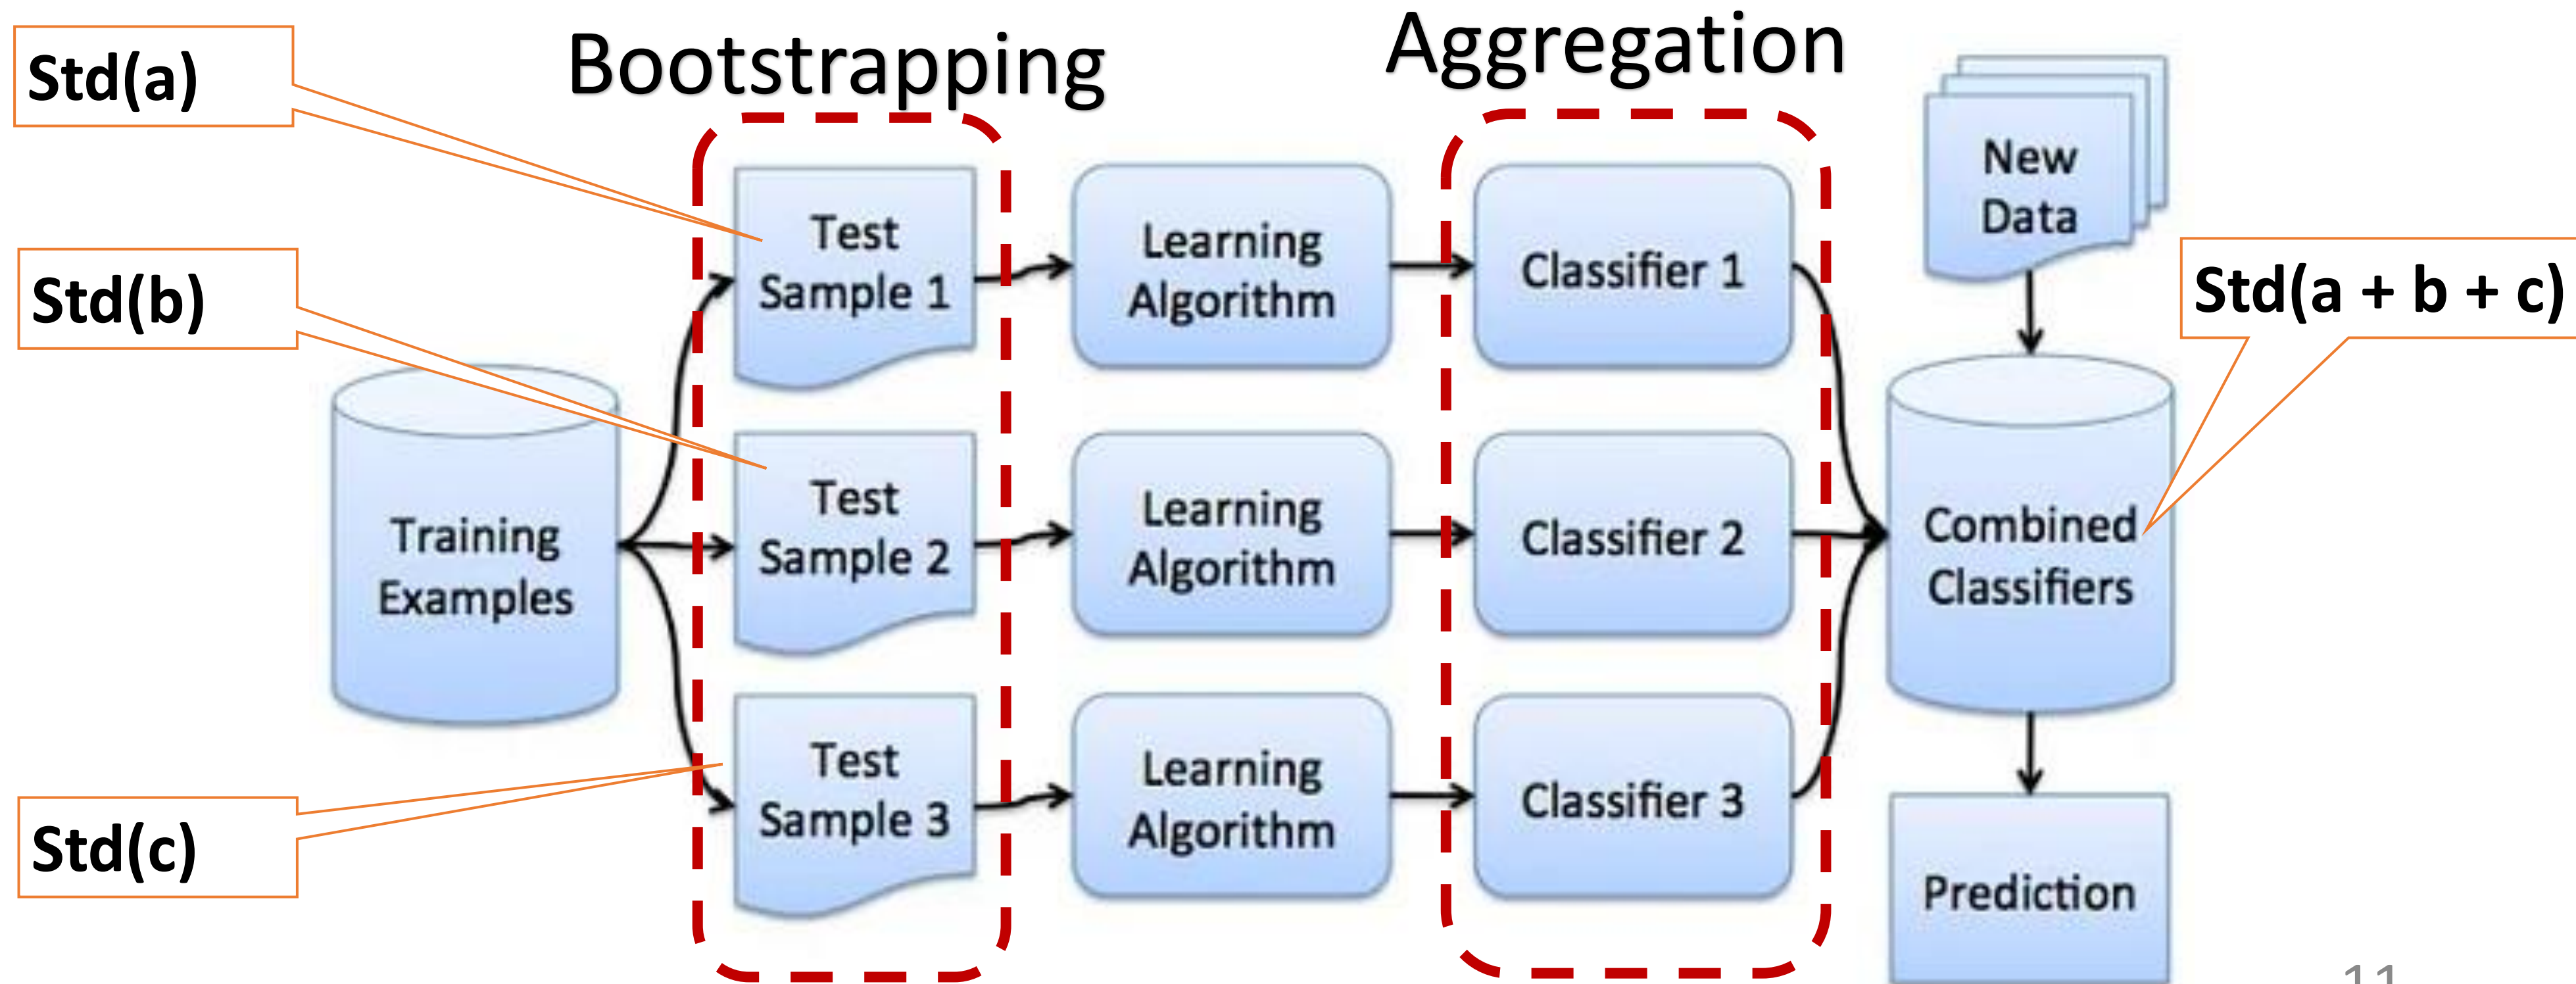 Bootstrapping
Aggregation
Std(a)
Std(b)
Std(c)
Training
Examples
Test
Sample 1
Test
Sample 2
Test
Sample 3
Learning
Algorithm
Learning
Algorithm
Learning
Algorithm
Classifier 1
Classifier 2
Classifier 3
New
Data
Std(a + b + c)
Combined
Classifiers
Prediction
11